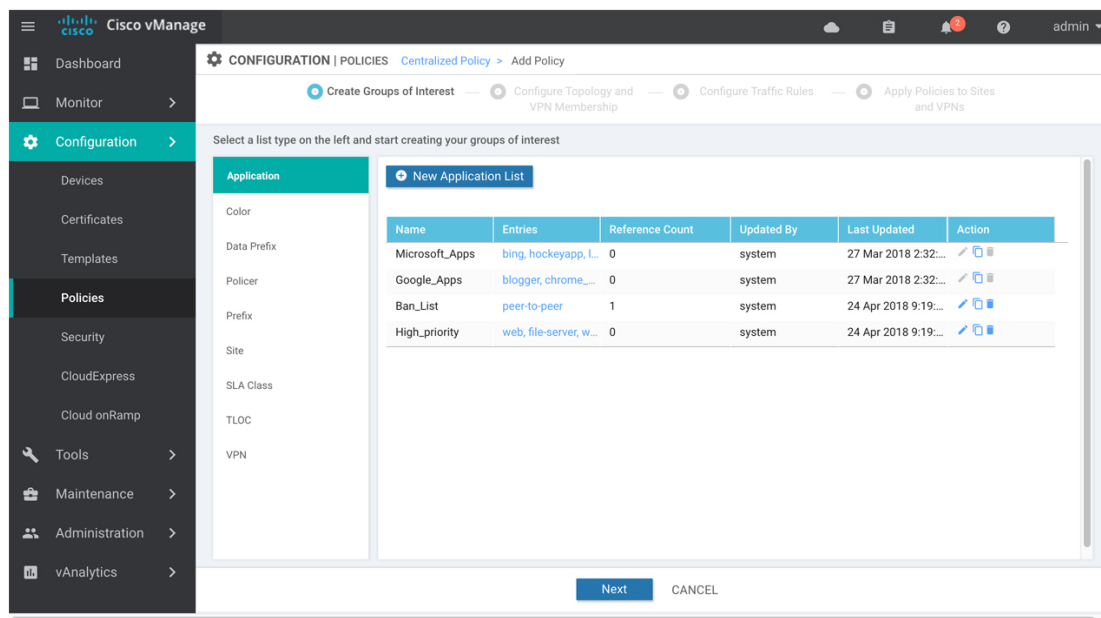 cisco Cisco vManage
2
admin
Dashboard
Monitor
Configuration
Devices
Certificates
Templates
Policies
Security
CloudExpress
Cloud onRamp
Tools
Maintenance
Administration
vAnalytics
CONFIGURATION | POLICIES Centralized Policy > Add Policy
Create Groups of Interest
Configure Topology and
VPN Membership
Configure Traffic Rules
Apply Policies to Sites
and VPNs
Select a list type on the left and start creating your groups of interest
Application
Color
Data Prefix
Policer
Prefix
Site
SLA Class
TLOC
VPN
New Application List
Name Entries Reference Count Updated By Last Updated Action
Microsoft_Apps bing, hockeyapp, l... 0 system 27 Mar 2018 2:32:...
Google_Apps blogger, chrome_... 0 system 27 Mar 2018 2:32:...
Ban_List peer-to-peer 1 system 24 Apr 2018 9:19:...
High_priority web, file-server, w... 0 system 24 Apr 2018 9:19:...
Next CANCEL